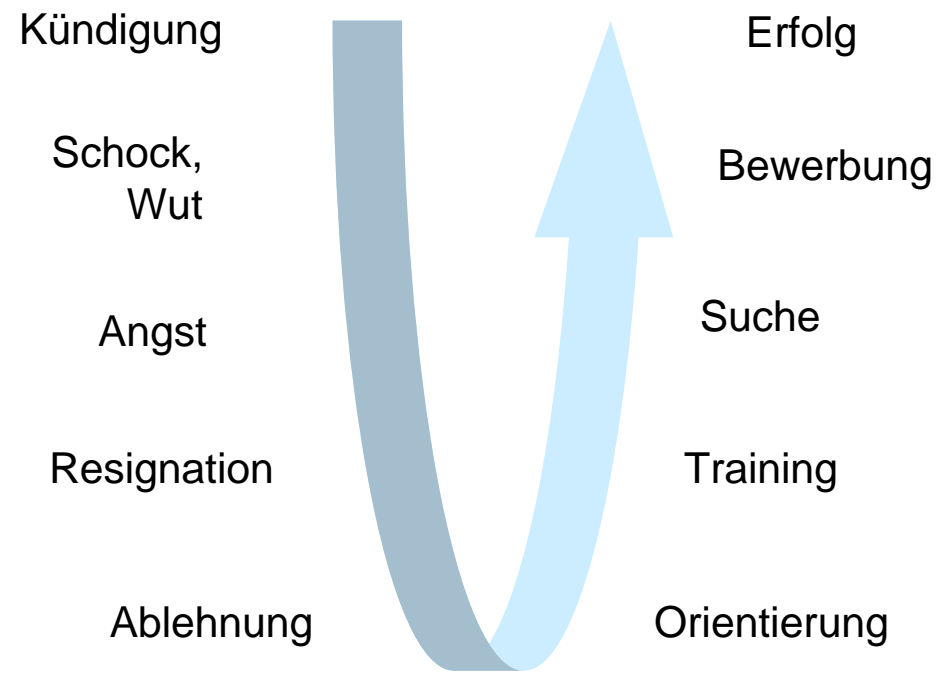 Kündigung
Schock,
Wut
Angst
Resignation
Ablehnung
Orientierung
Training
Suche
Bewerbung
Erfolg